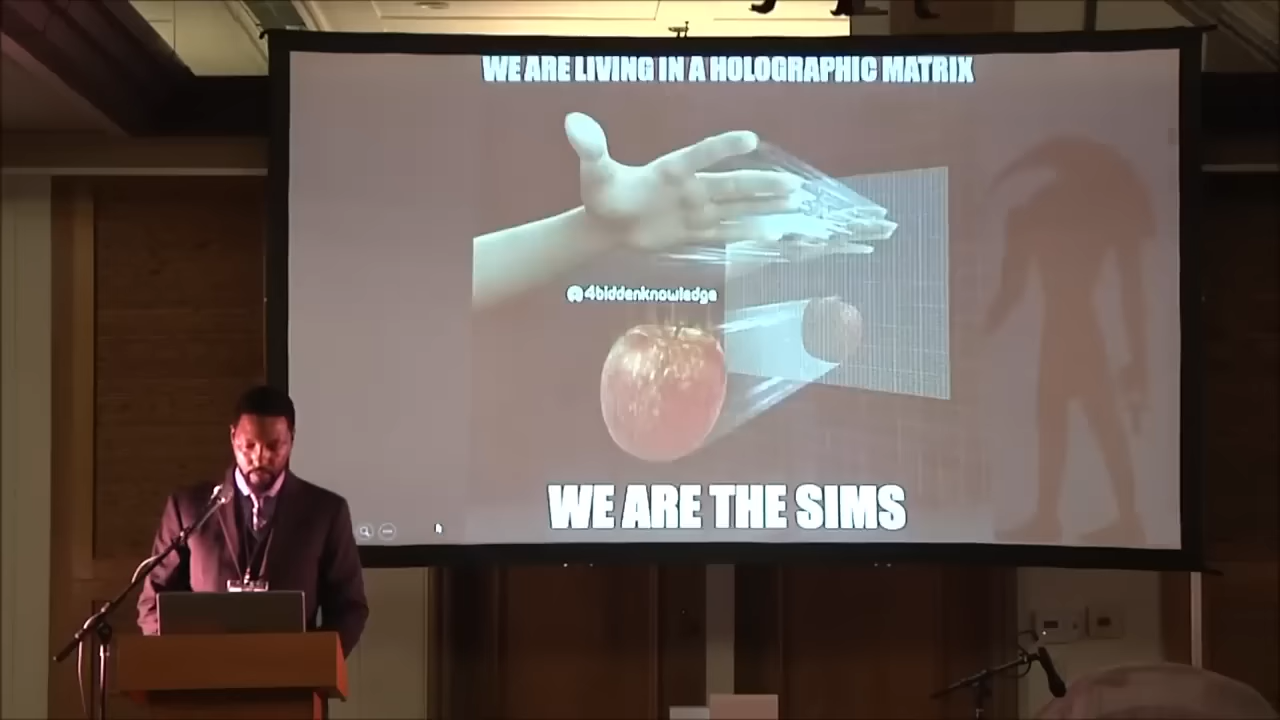 WE ARE LIVING IN A HOLOGRAPHIC MATRIX
@4biddenknowledge
WE ARE THE SIMS